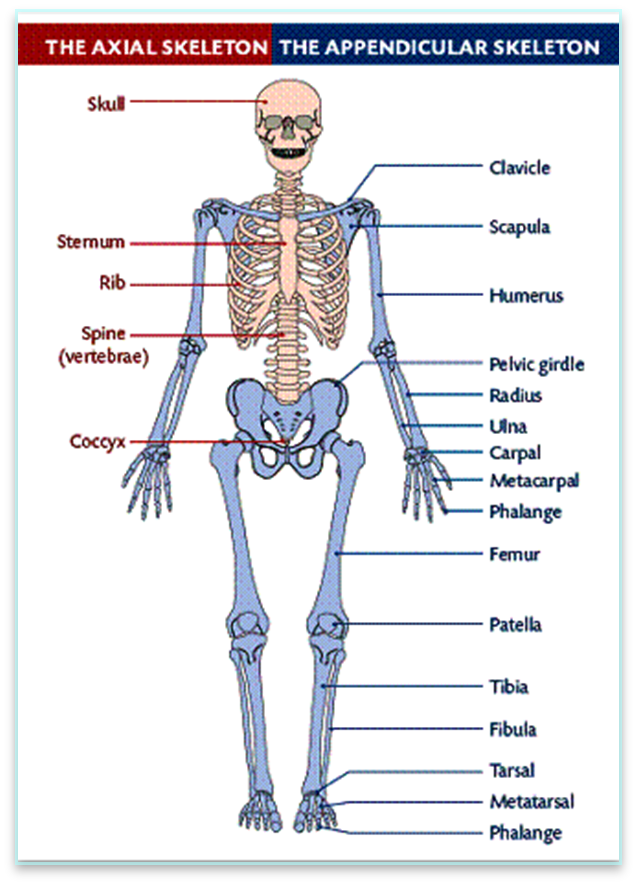 THE AXIAL SKELETON THE APPENDICULAR SKELETON
Skull
Sternum
Rib
Spine
(vertebrae)
Coccyx
Clavicle
Scapula
Humerus
Pelvic girdle
Radius
Ulna
Carpal
Metacarpal
Phalange
Femur
Patella
Tibia
Fibula
Tarsal
Metatarsal
Phalange